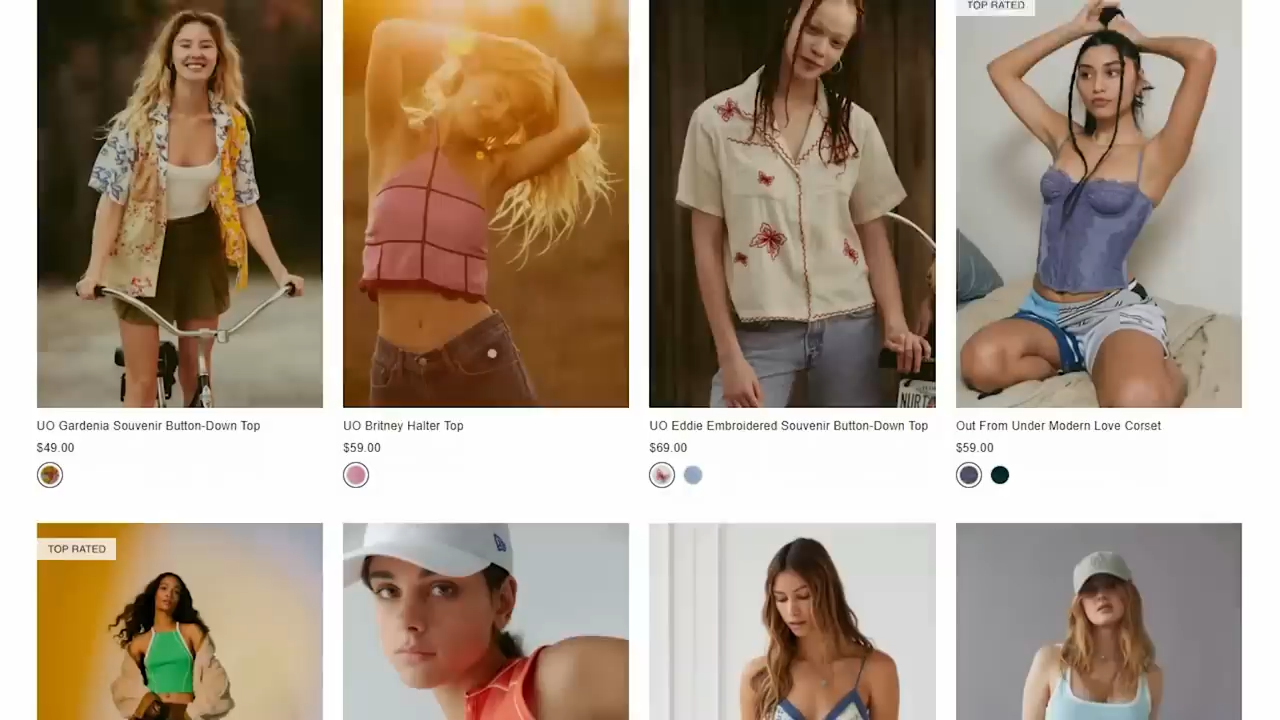 TOP RATED
UO Gardenia Souvenir Button-Down Top
$49.00
UO Britney Halter Top
$59.00
UO Eddie Embroidered Souvenir Button-Down Top
$69.00
Out From Under Modern Love Corset
$59.00
NURT
TOP RATED